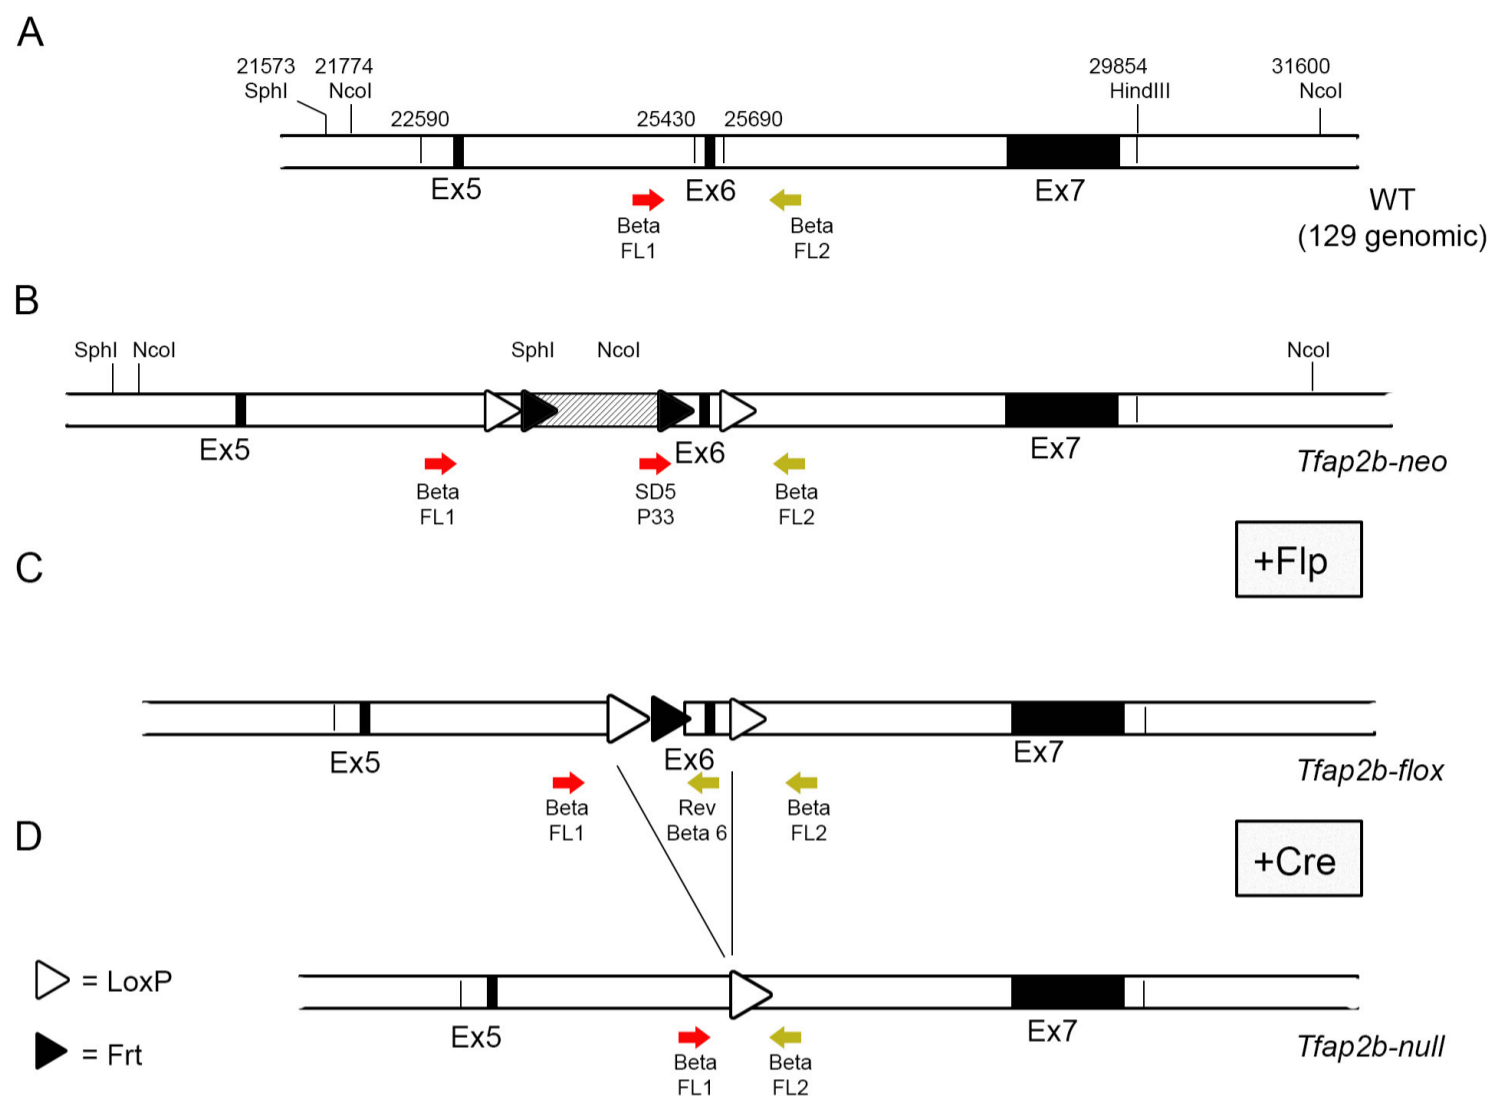 A
21573 21774 29854 31600
SphI NcoI HindIII NcoI
22590 25430 25690
Ex5 Ex6 Ex7
WT
(129 genomic)
Beta Beta
FL1 FL2
B
SphI NcoI SphI NcoI NcoI
Ex5 Ex6 Ex7
Tfap2b-neo
Beta SD5 Beta
FL1 P33 FL2
+Flp
C
Ex5 Ex6 Ex7
Tfap2b-flox
Beta Rev Beta
FL1 Beta 6 FL2
D
+Cre
= LoxP
Ex5 Ex7
= Frt
Tfap2b-null
Beta Beta
FL1 FL2